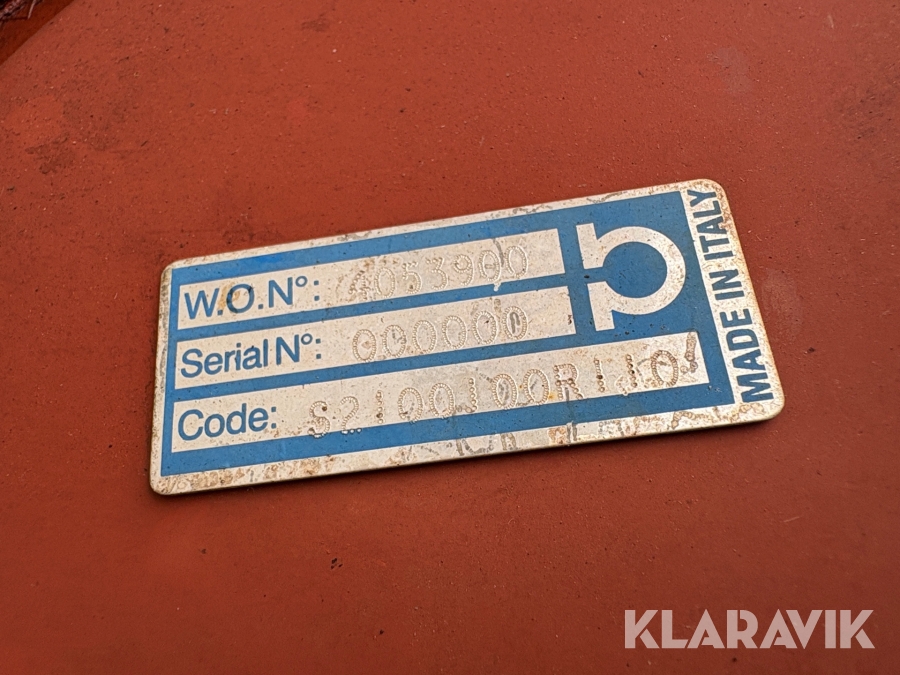 W.O.N°: 4053900
Serial N°: 000000
Code:
MADE IN ITALY
KLARAVIK